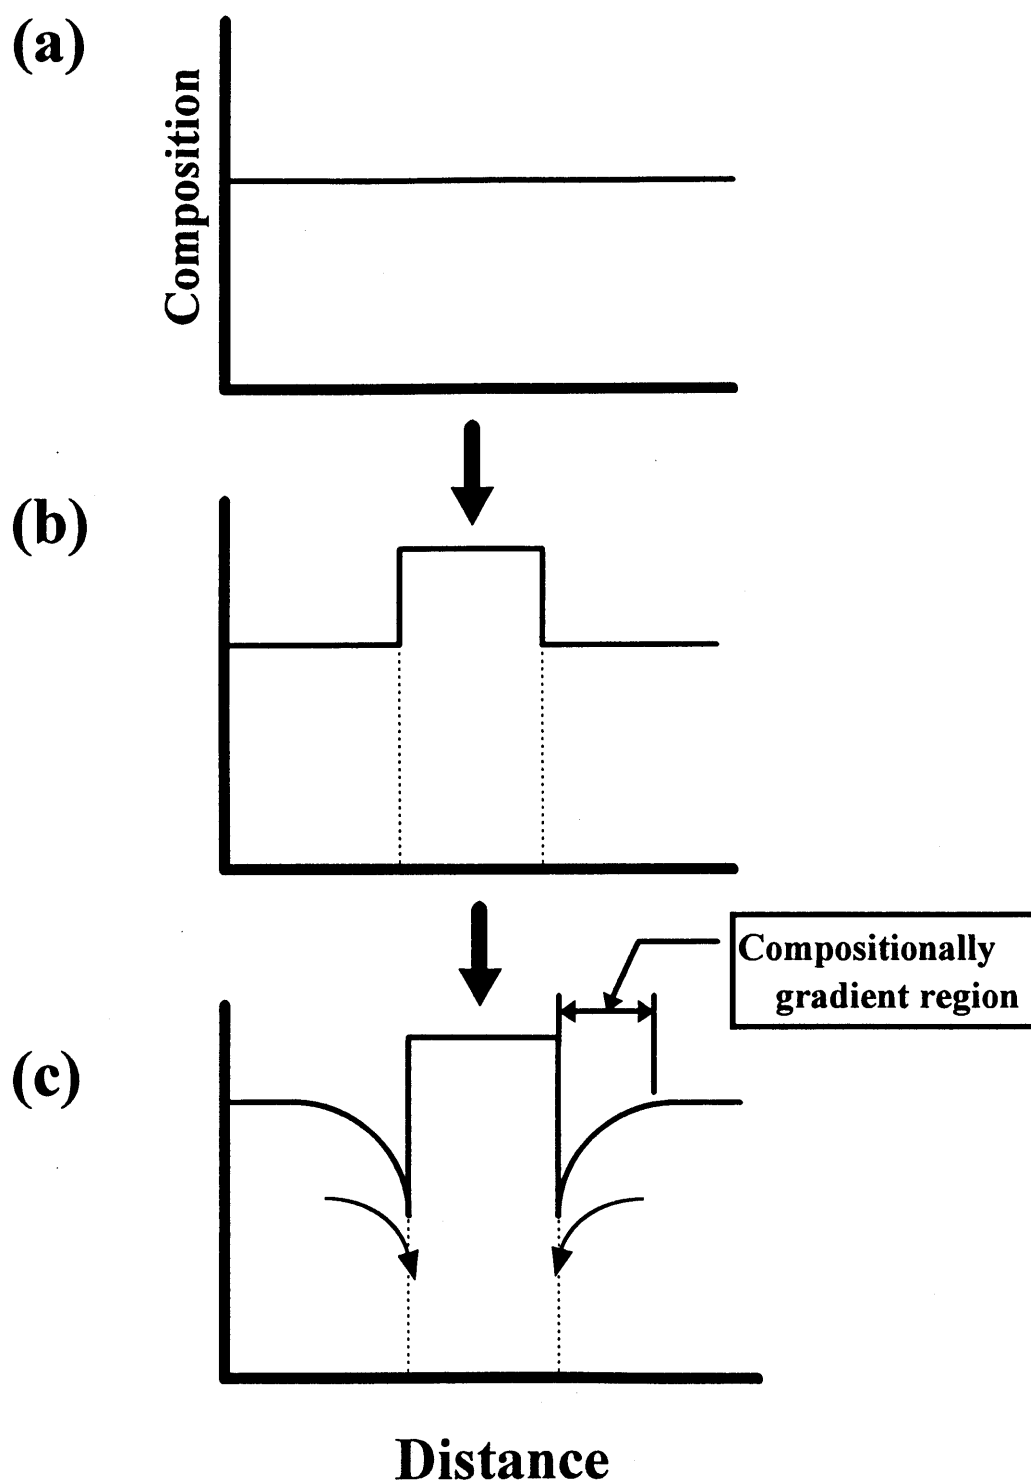 (a)
Composition
(b)
Compositionally
gradient region
(c)
Distance